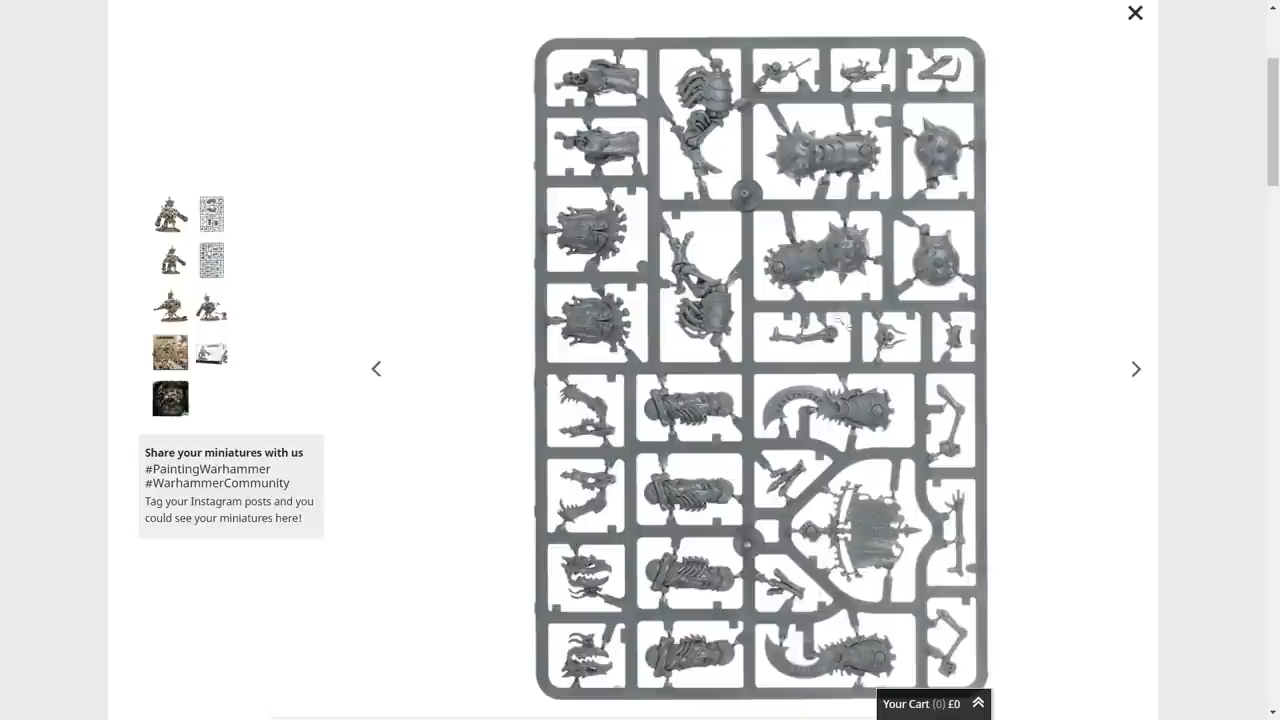 Share your miniatures with us
#PaintingWarhammer
#WarhammerCommunity
Tag your Instagram posts and you
could see your miniatures here!
Your Cart (0) £0